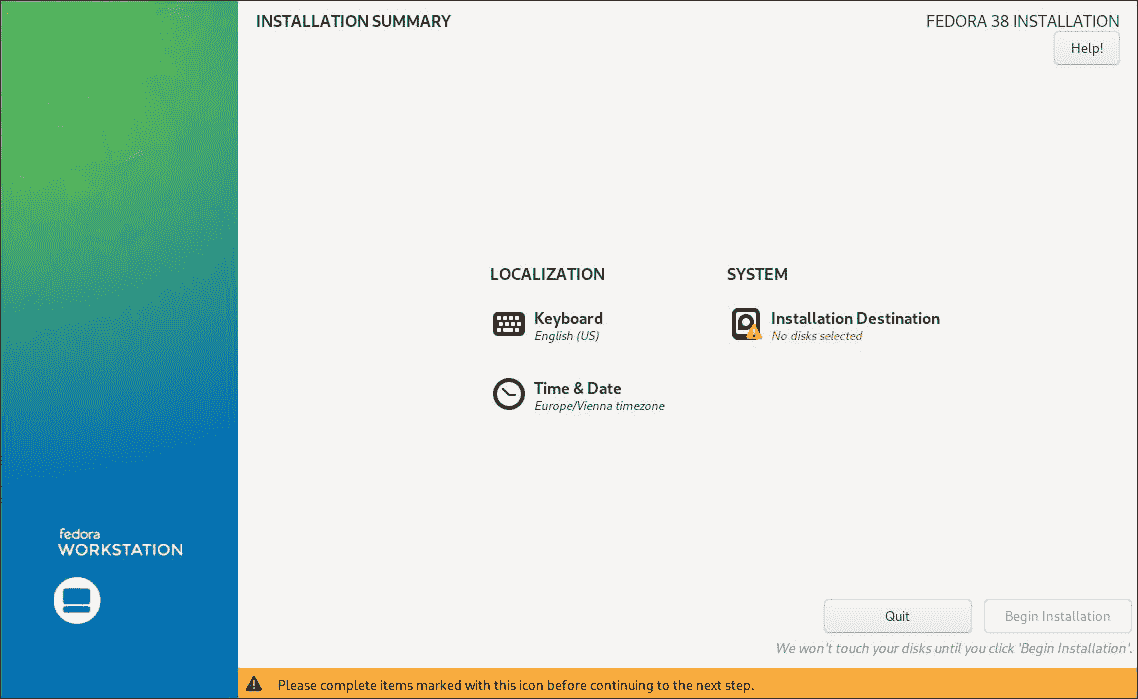 INSTALLATION SUMMARY
FEDORA 38 INSTALLATION
Help!
LOCALIZATION
Keyboard
English (US)
Time & Date
Europe/Vienna timezone
SYSTEM
Installation Destination
No disks selected
fedora
WORKSTATION
Quit
Begin Installation
We won't touch your disks until you click 'Begin Installation'.
Please complete items marked with this icon before continuing to the next step.